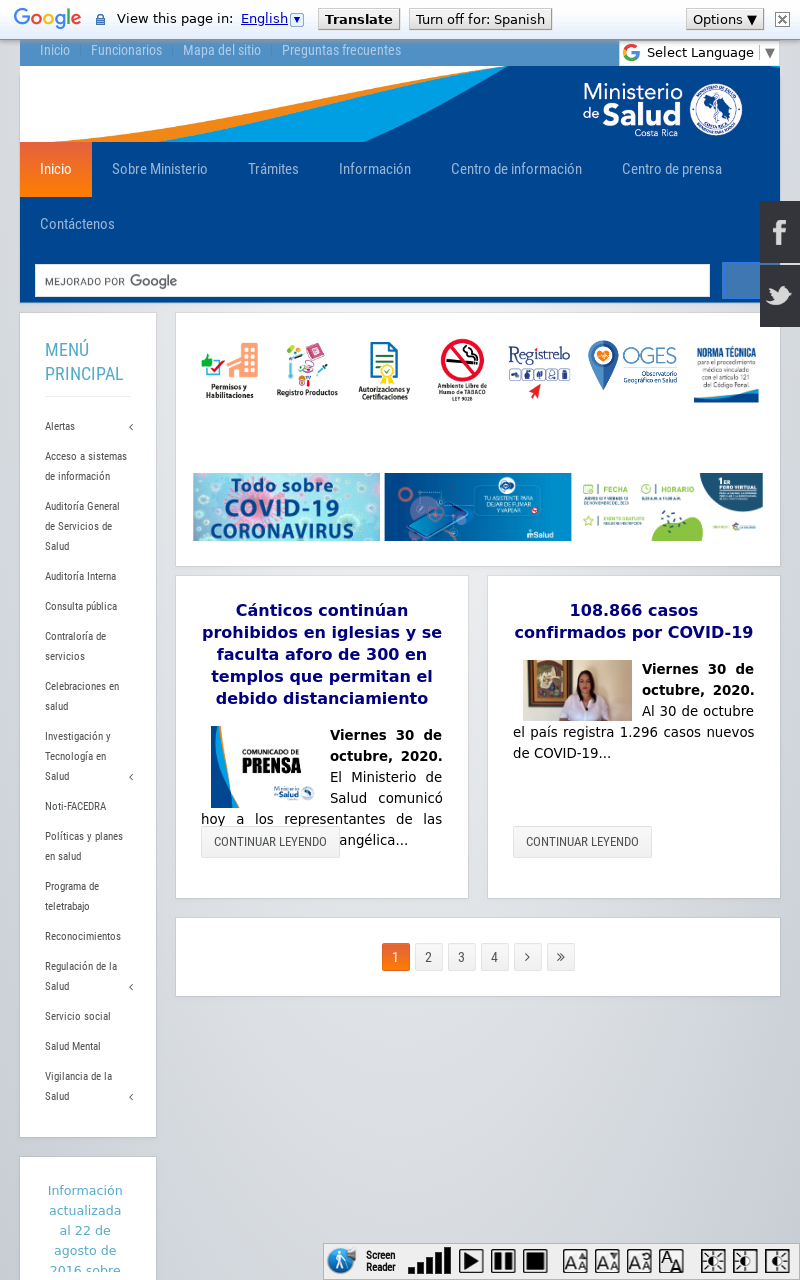 Google View this page in: English Translate Turn off for: Spanish Options ▼
Inicio Funcionarios Mapa del sitio Preguntas frecuentes
Select Language ▼
Ministerio
de Salud
Costa Rica
Inicio Sobre Ministerio Trámites Información Centro de información Centro de prensa
Contáctenos
MEJORADO POR Google
MENÚ
PRINCIPAL
Alertas
Acceso a sistemas
de información
Auditoría General
de Servicios de
Salud
Auditoría Interna
Consulta pública
Contraloría de
servicios
Celebraciones en
salud
Investigación y
Tecnología en
Salud
Noti-FACEDRA
Políticas y planes
en salud
Programa de
teletrabajo
Reconocimientos
Regulación de la
Salud
Servicio social
Salud Mental
Vigilancia de la
Salud
Información
actualizada
al 22 de
agosto de
2016 sobre
Permisos y
Habilitaciones
Registro Productos
Autorizaciones y
Certificaciones
Ambiente Libre de
Humo de TABACO
LEY 9028
Regístrelo
OGES
Observatorio
Geográfico en Salud
NORMA TÉCNICA
para el procedimiento
médico vinculado
con el artículo 121
del Código Penal.
Todo sobre
COVID-19
CORONAVIRUS
TU ASISTENTE PARA
DEJAR DE FUMAR
Y VAPEAR
mSalud
FECHA
HORARIO
1ER
FORO VIRTUAL
EVENTO GRATUITO
Cánticos continúan
prohibidos en iglesias y se
faculta aforo de 300 en
templos que permitan el
debido distanciamiento
COMUNICADO DE
PRENSA
Ministerio
de Salud
Viernes 30 de
octubre, 2020.
El Ministerio de
Salud comunicó
hoy a los representantes de las
angélica...
CONTINUAR LEYENDO
108.866 casos
confirmados por COVID-19
Viernes 30 de
octubre, 2020.
Al 30 de octubre
el país registra 1.296 casos nuevos
de COVID-19...
CONTINUAR LEYENDO
1 2 3 4
Screen
Reader